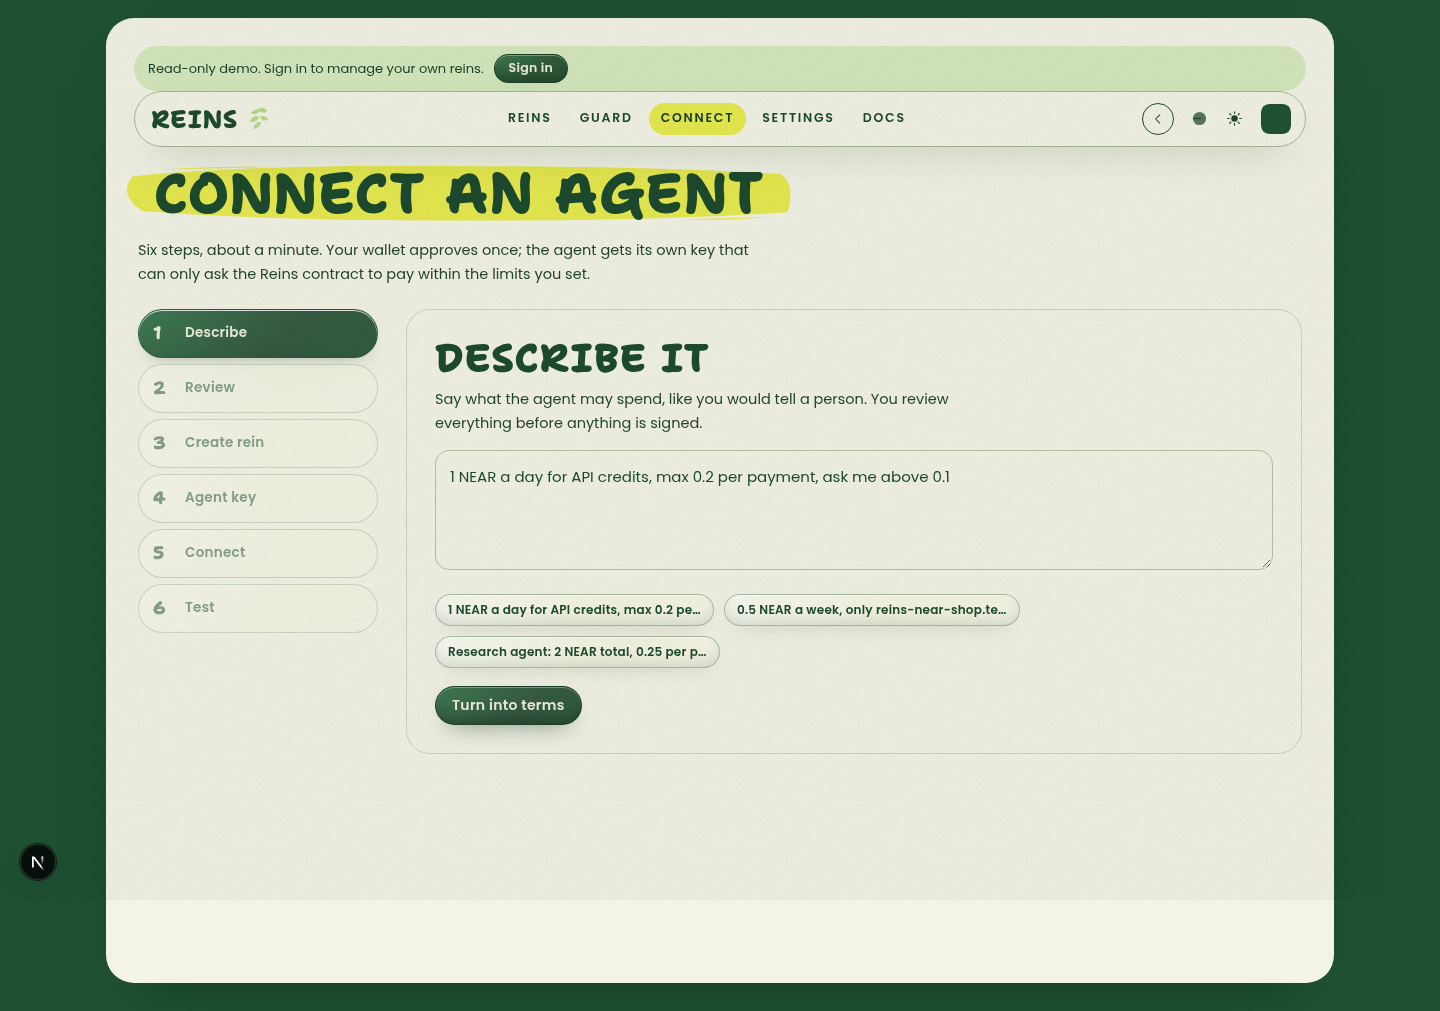 Read-only demo. Sign in to manage your own reins. Sign in
REINS REINS GUARD CONNECT SETTINGS DOCS
CONNECT AN AGENT
Six steps, about a minute. Your wallet approves once; the agent gets its own key that
can only ask the Reins contract to pay within the limits you set.
1 Describe
2 Review
3 Create rein
4 Agent key
5 Connect
6 Test
DESCRIBE IT
Say what the agent may spend, like you would tell a person. You review
everything before anything is signed.
1 NEAR a day for API credits, max 0.2 per payment, ask me above 0.1
1 NEAR a day for API credits, max 0.2 pe... 0.5 NEAR a week, only reins-near-shop.te...
Research agent: 2 NEAR total, 0.25 per p...
Turn into terms
N